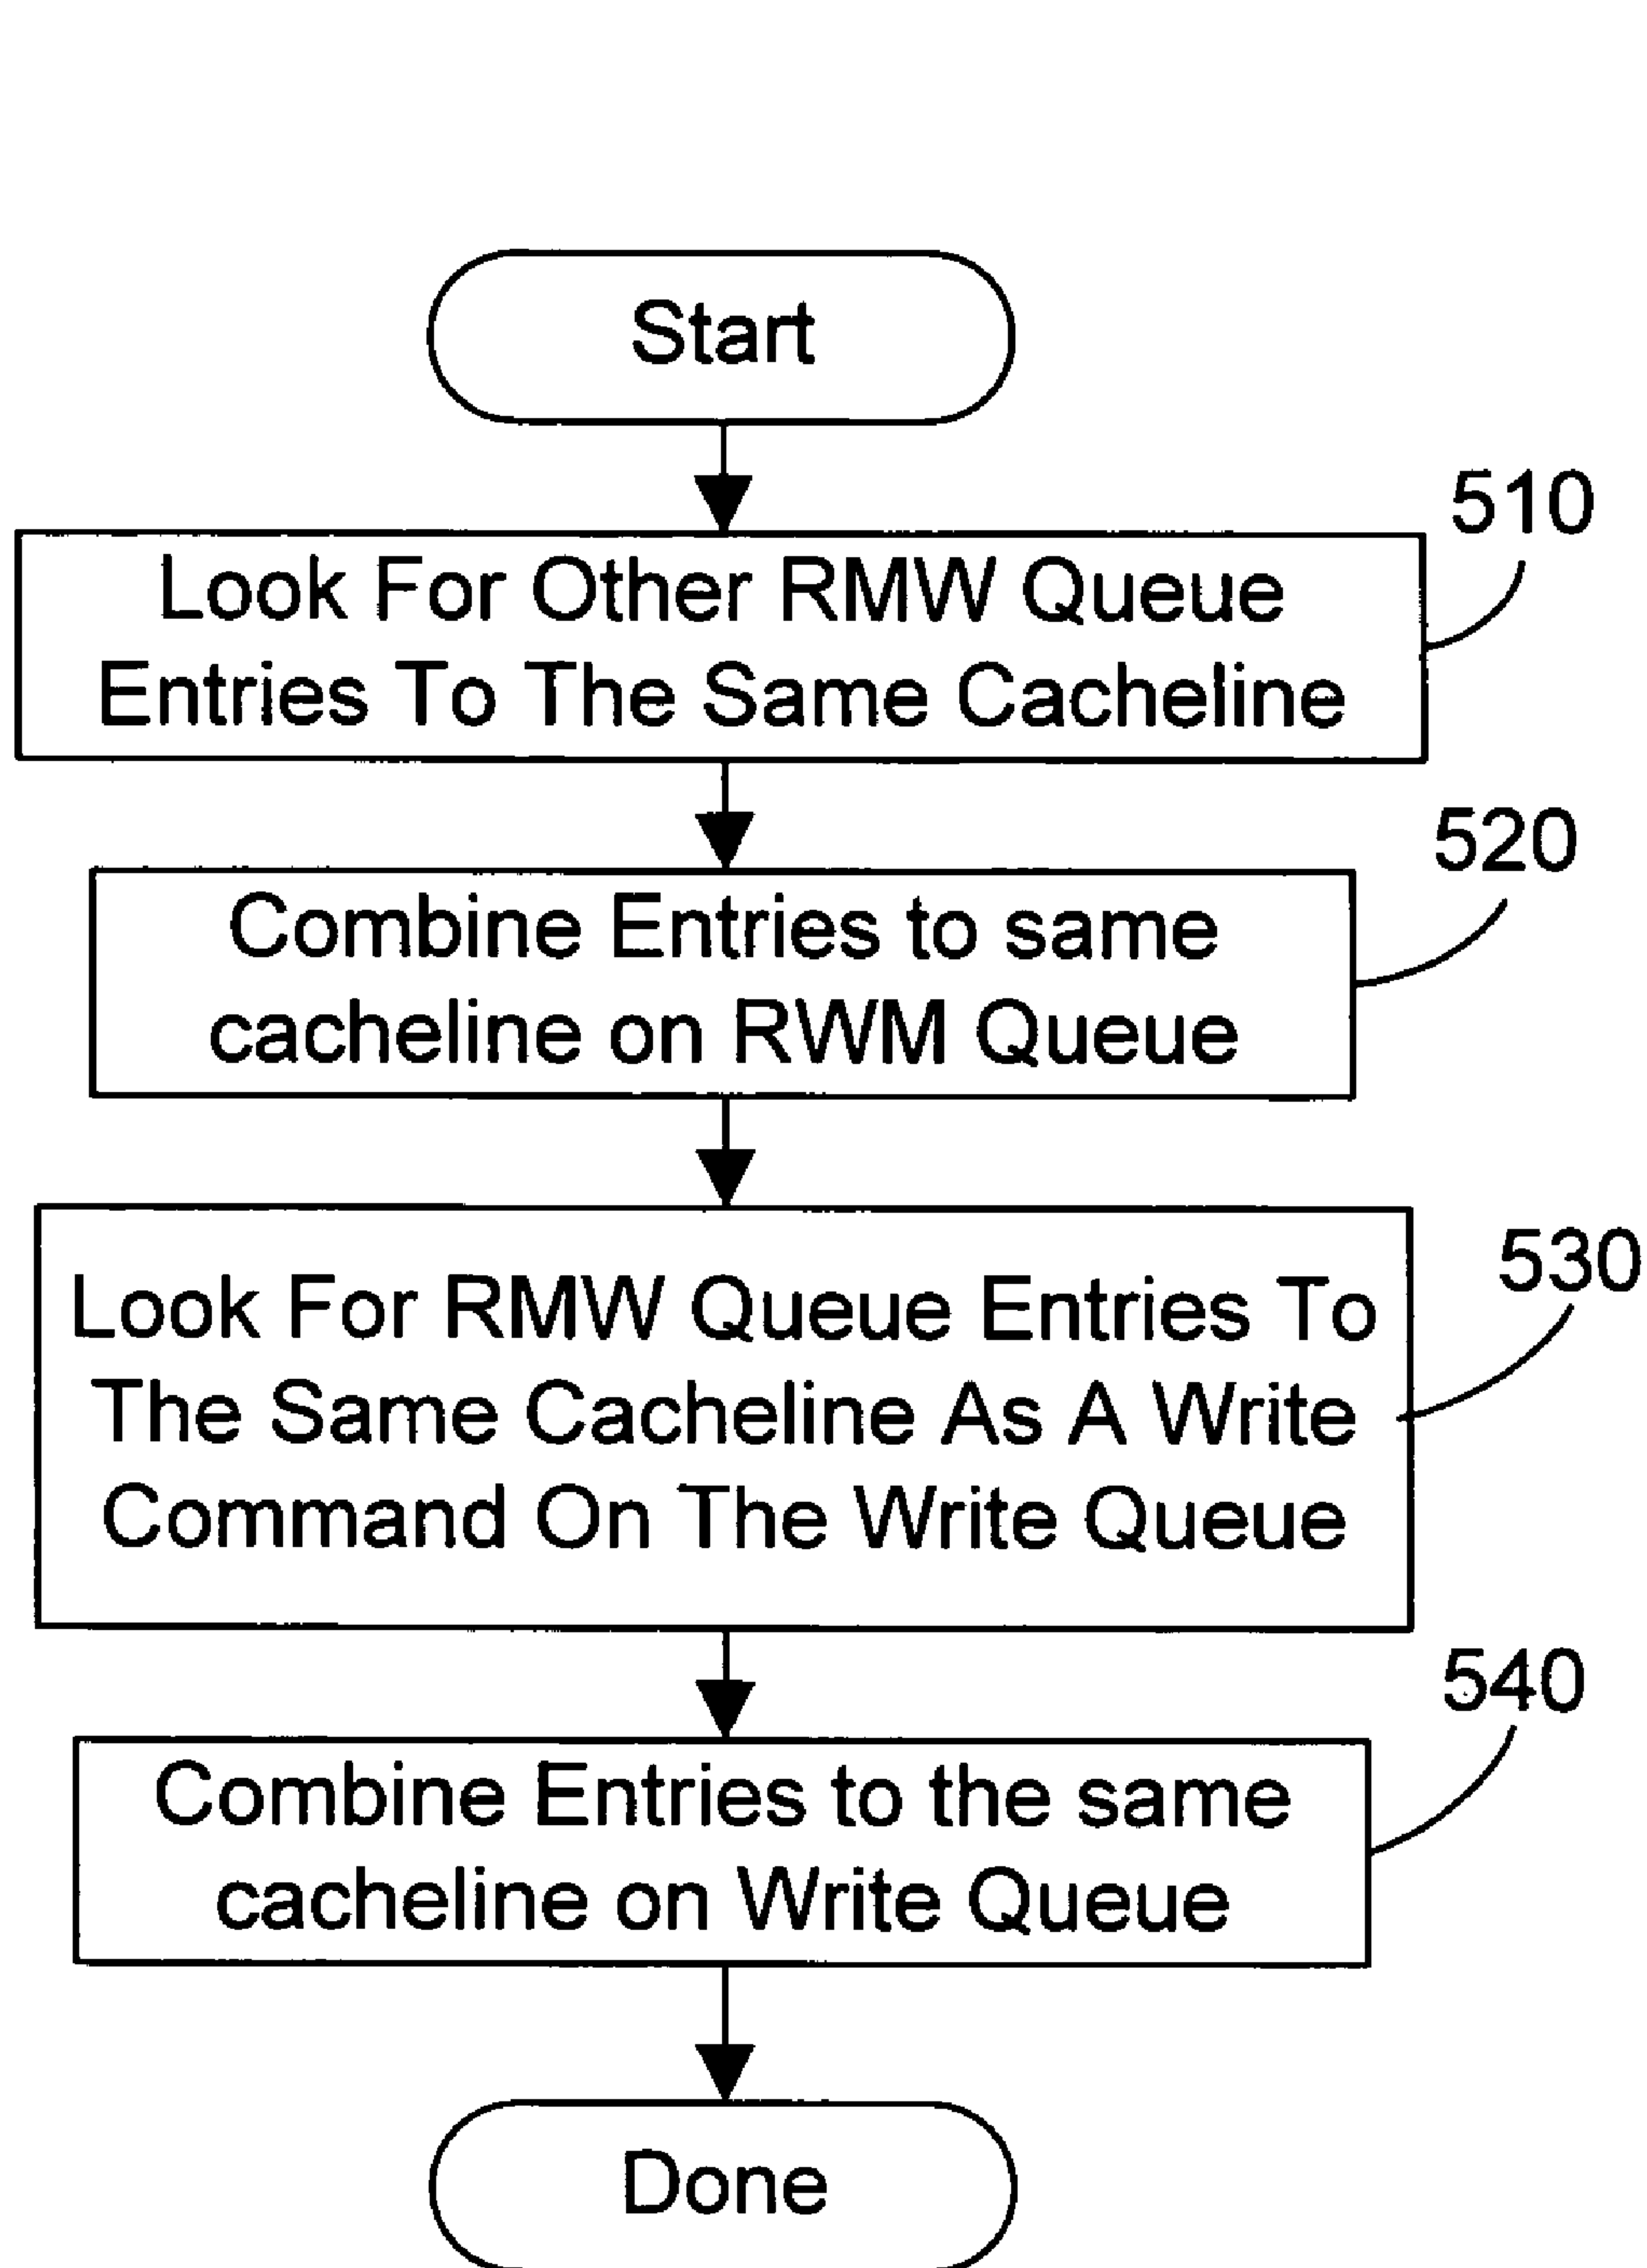 Start
510
Look For Other RMW Queue
Entries To The Same Cacheline
520
Combine Entries to same
cacheline on RWM Queue
530
Look For RMW Queue Entries To
The Same Cacheline As A Write
Command On The Write Queue
540
Combine Entries to the same
cacheline on Write Queue
Done